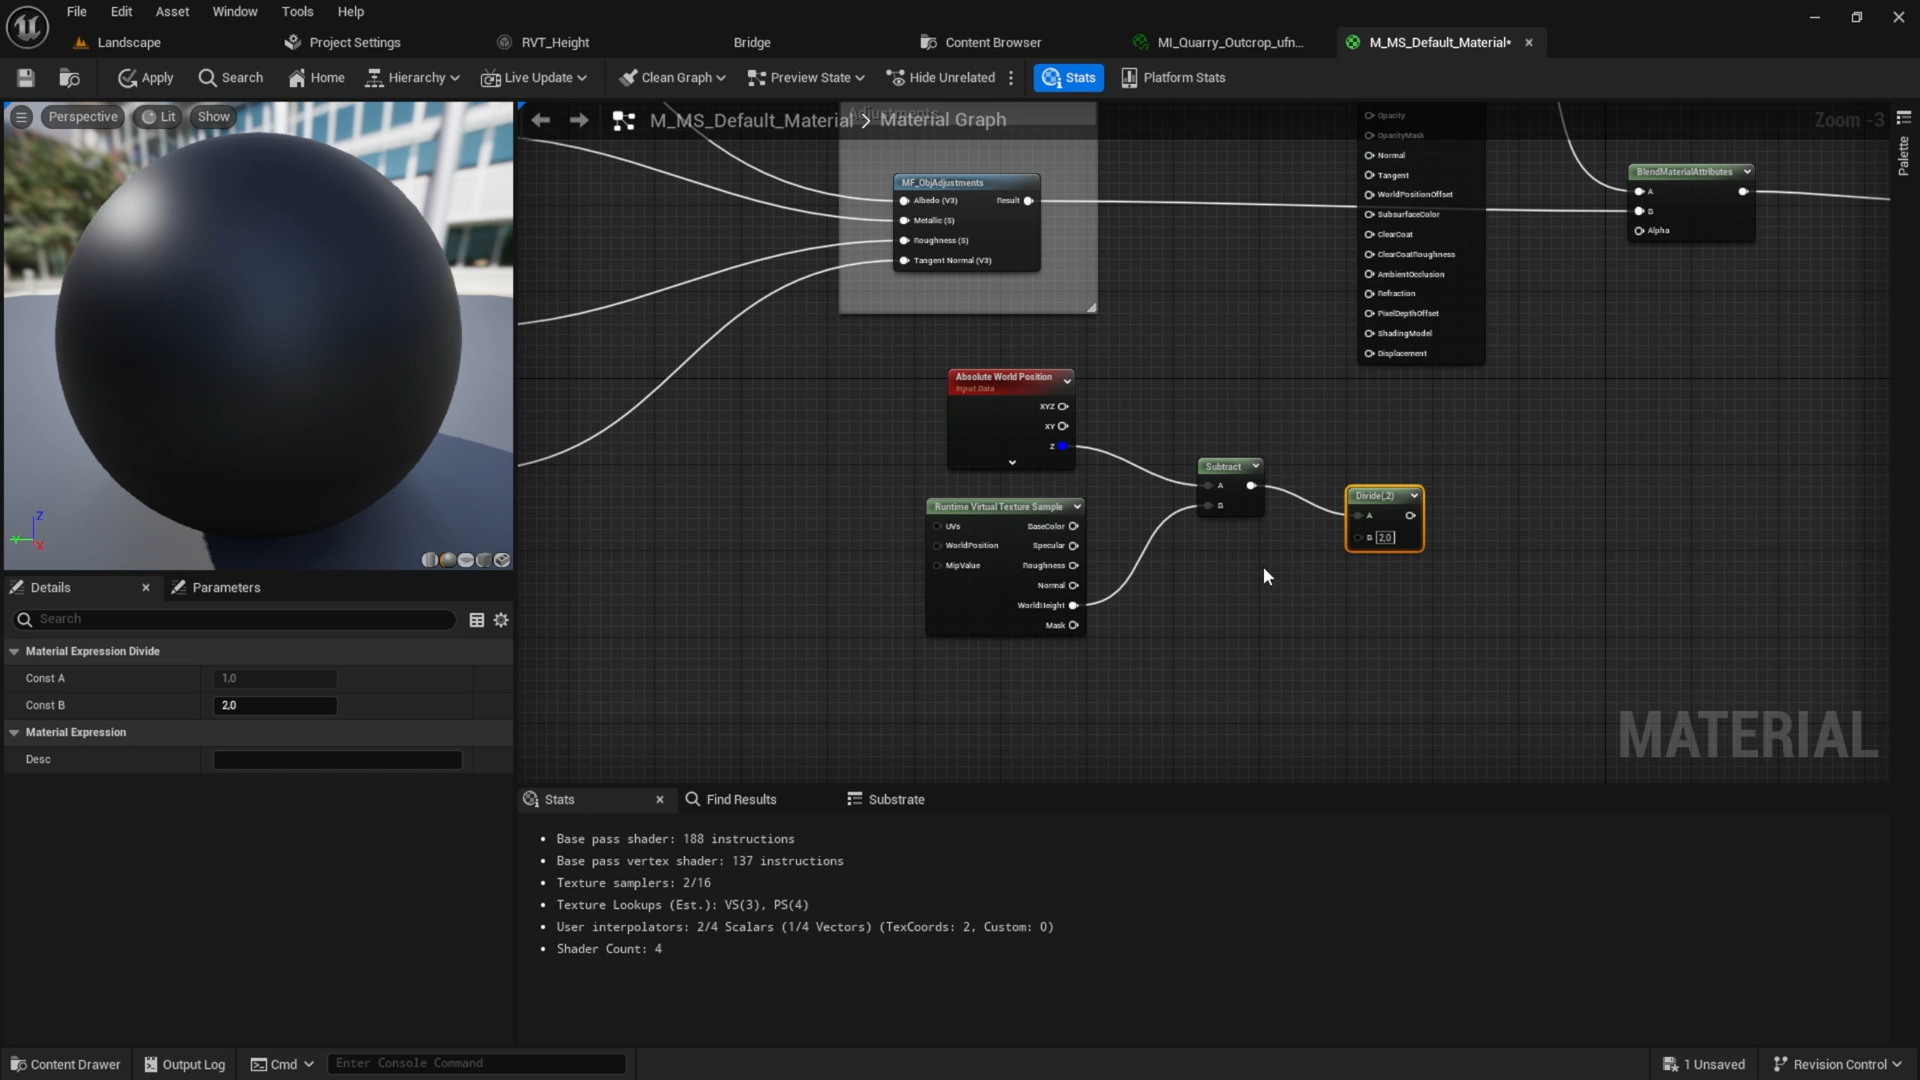 File Edit Asset Window Tools Help
Landscape Project Settings RVT_Height Bridge Content Browser MI_Quarry_Outcrop_ufn... M_MS_Default_Material*
Apply Search Home Hierarchy Live Update Clean Graph Preview State Hide Unrelated Stats Platform Stats
Perspective Lit Show
Z
Y
X
Details Parameters
Search
Material Expression Divide
Const A 1,0
Const B 2,0
Material Expression
Desc
Adjustments
M_MS_Default_Material > Material Graph
Zoom -3
Palette
MF_ObjAdjustments
Albedo (V3) Result
Metallic (S)
Roughness (S)
Tangent Normal (V3)
Opacity
OpacityMask
Normal
Tangent
WorldPositionOffset
SubsurfaceColor
ClearCoat
ClearCoatRoughness
AmbientOcclusion
Refraction
PixelDepthOffset
ShadingModel
Displacement
BlendMaterialAttributes
A
B
Alpha
Absolute World Position
Input Data
XYZ
XY
Z
Runtime Virtual Texture Sample
UVs BaseColor
WorldPosition Specular
MipValue Roughness
Normal
WorldHeight
Mask
Subtract
A
B
Divide(,2)
A
B 2,0
MATERIAL
Stats Find Results Substrate
• Base pass shader: 188 instructions
• Base pass vertex shader: 137 instructions
• Texture samplers: 2/16
• Texture Lookups (Est.): VS(3), PS(4)
• User interpolators: 2/4 Scalars (1/4 Vectors) (TexCoords: 2, Custom: 0)
• Shader Count: 4
Content Drawer Output Log Cmd Enter Console Command 1 Unsaved Revision Control